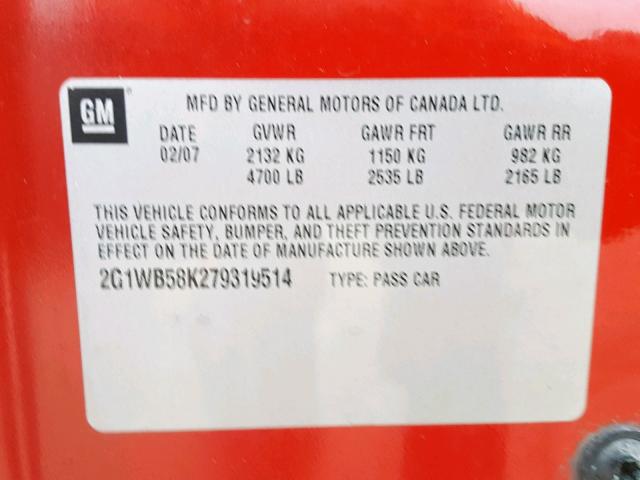 GM
MFD BY GENERAL MOTORS OF CANADA LTD.
DATE GVWR GAWR FRT GAWR RR
02/07 2132 KG 1150 KG 982 KG
4700 LB 2535 LB 2165 LB
THIS VEHICLE CONFORMS TO ALL APPLICABLE U.S. FEDERAL MOTOR
VEHICLE SAFETY, BUMPER, AND THEFT PREVENTION STANDARDS IN
EFFECT ON THE DATE OF MANUFACTURE SHOWN ABOVE.
2G1WB58K279319514 TYPE: PASS CAR